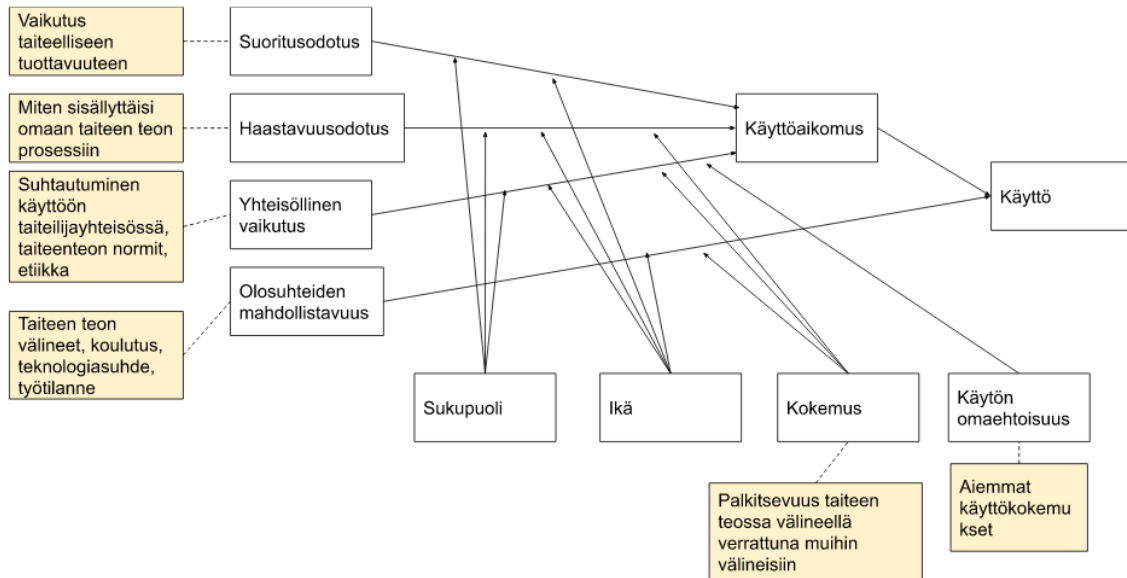 Vaikutus
taiteelliseen
tuottavuuteen
Suoritusodotus
Miten sisällyttäisi
omaan taiteen teon
prosessiin
Haastavuusodotus
Käyttöaikomus
Suhtautuminen
käyttöön
taiteilijayhteisössä,
taiteenteon normit,
etiikka
Yhteisöllinen
vaikutus
Käyttö
Olosuhteiden
mahdollistavuus
Taiteen teon
välineet, koulutus,
teknologiasuhde,
työtilanne
Sukupuoli
Ikä
Kokemus
Käytön
omaehtoisuus
Palkitsevuus taiteen
teossa välineellä
verrattuna muihin
välineisiin
Aiemmat
käyttökokemu
kset